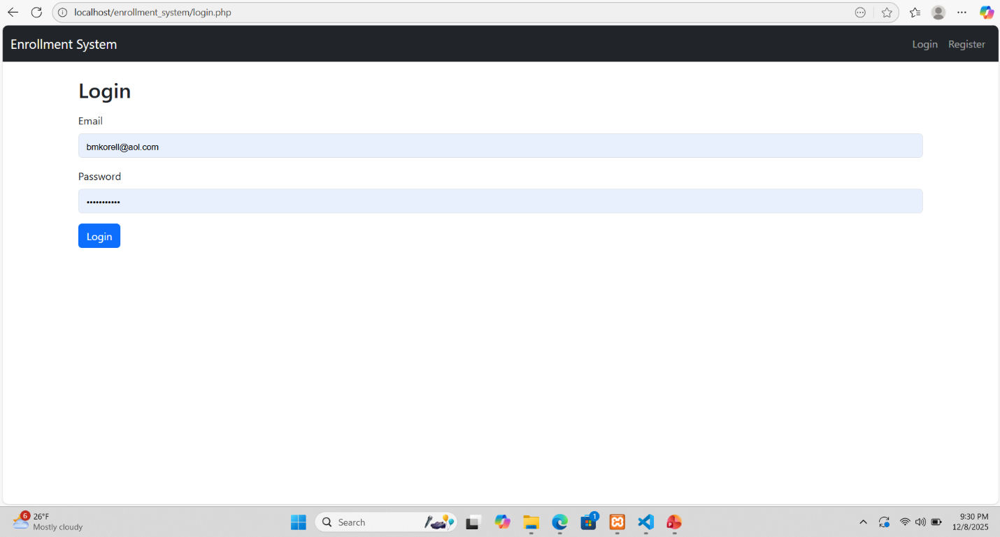 localhost/enrollment_system/login.php
Enrollment System
Login Register
Login
Email
bmkorell@aol.com
Password
•••••••••••
Login
6
26°F
Mostly cloudy
Search
1
P
9:30 PM
12/8/2025